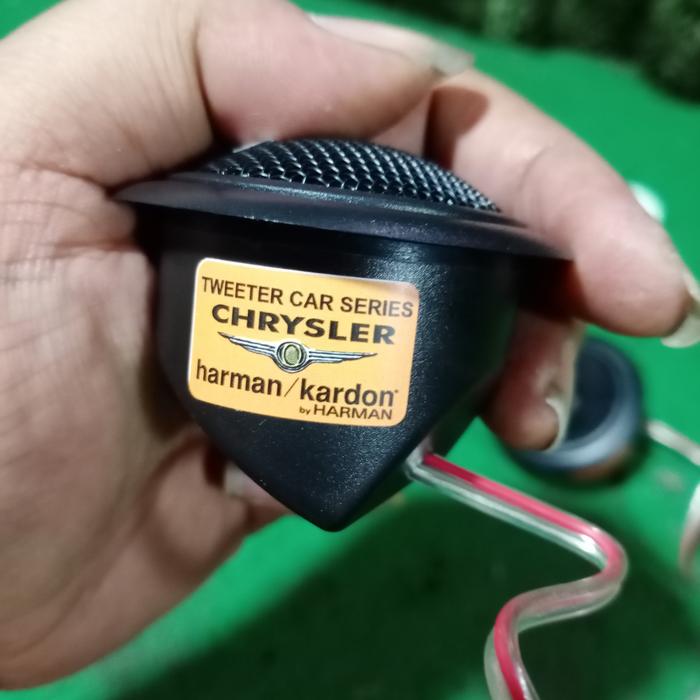 TWEETER CAR SERIES
CHRYSLER
harman/kardon
by HARMAN